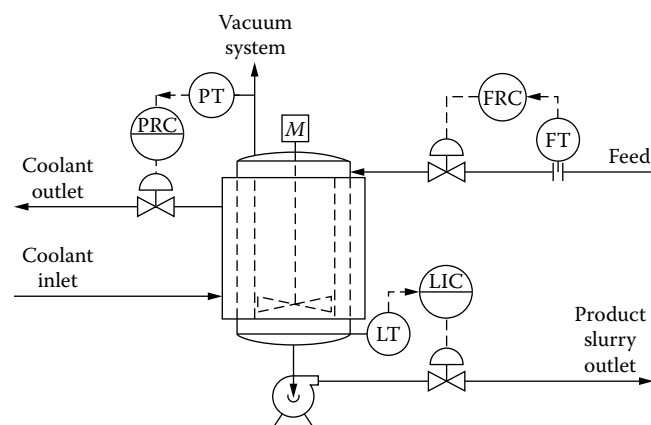 Vacuum
system
PT
FRC
PRC
M
FT
Coolant
outlet
Feed
Coolant
inlet
LIC
LT
Product
slurry
outlet